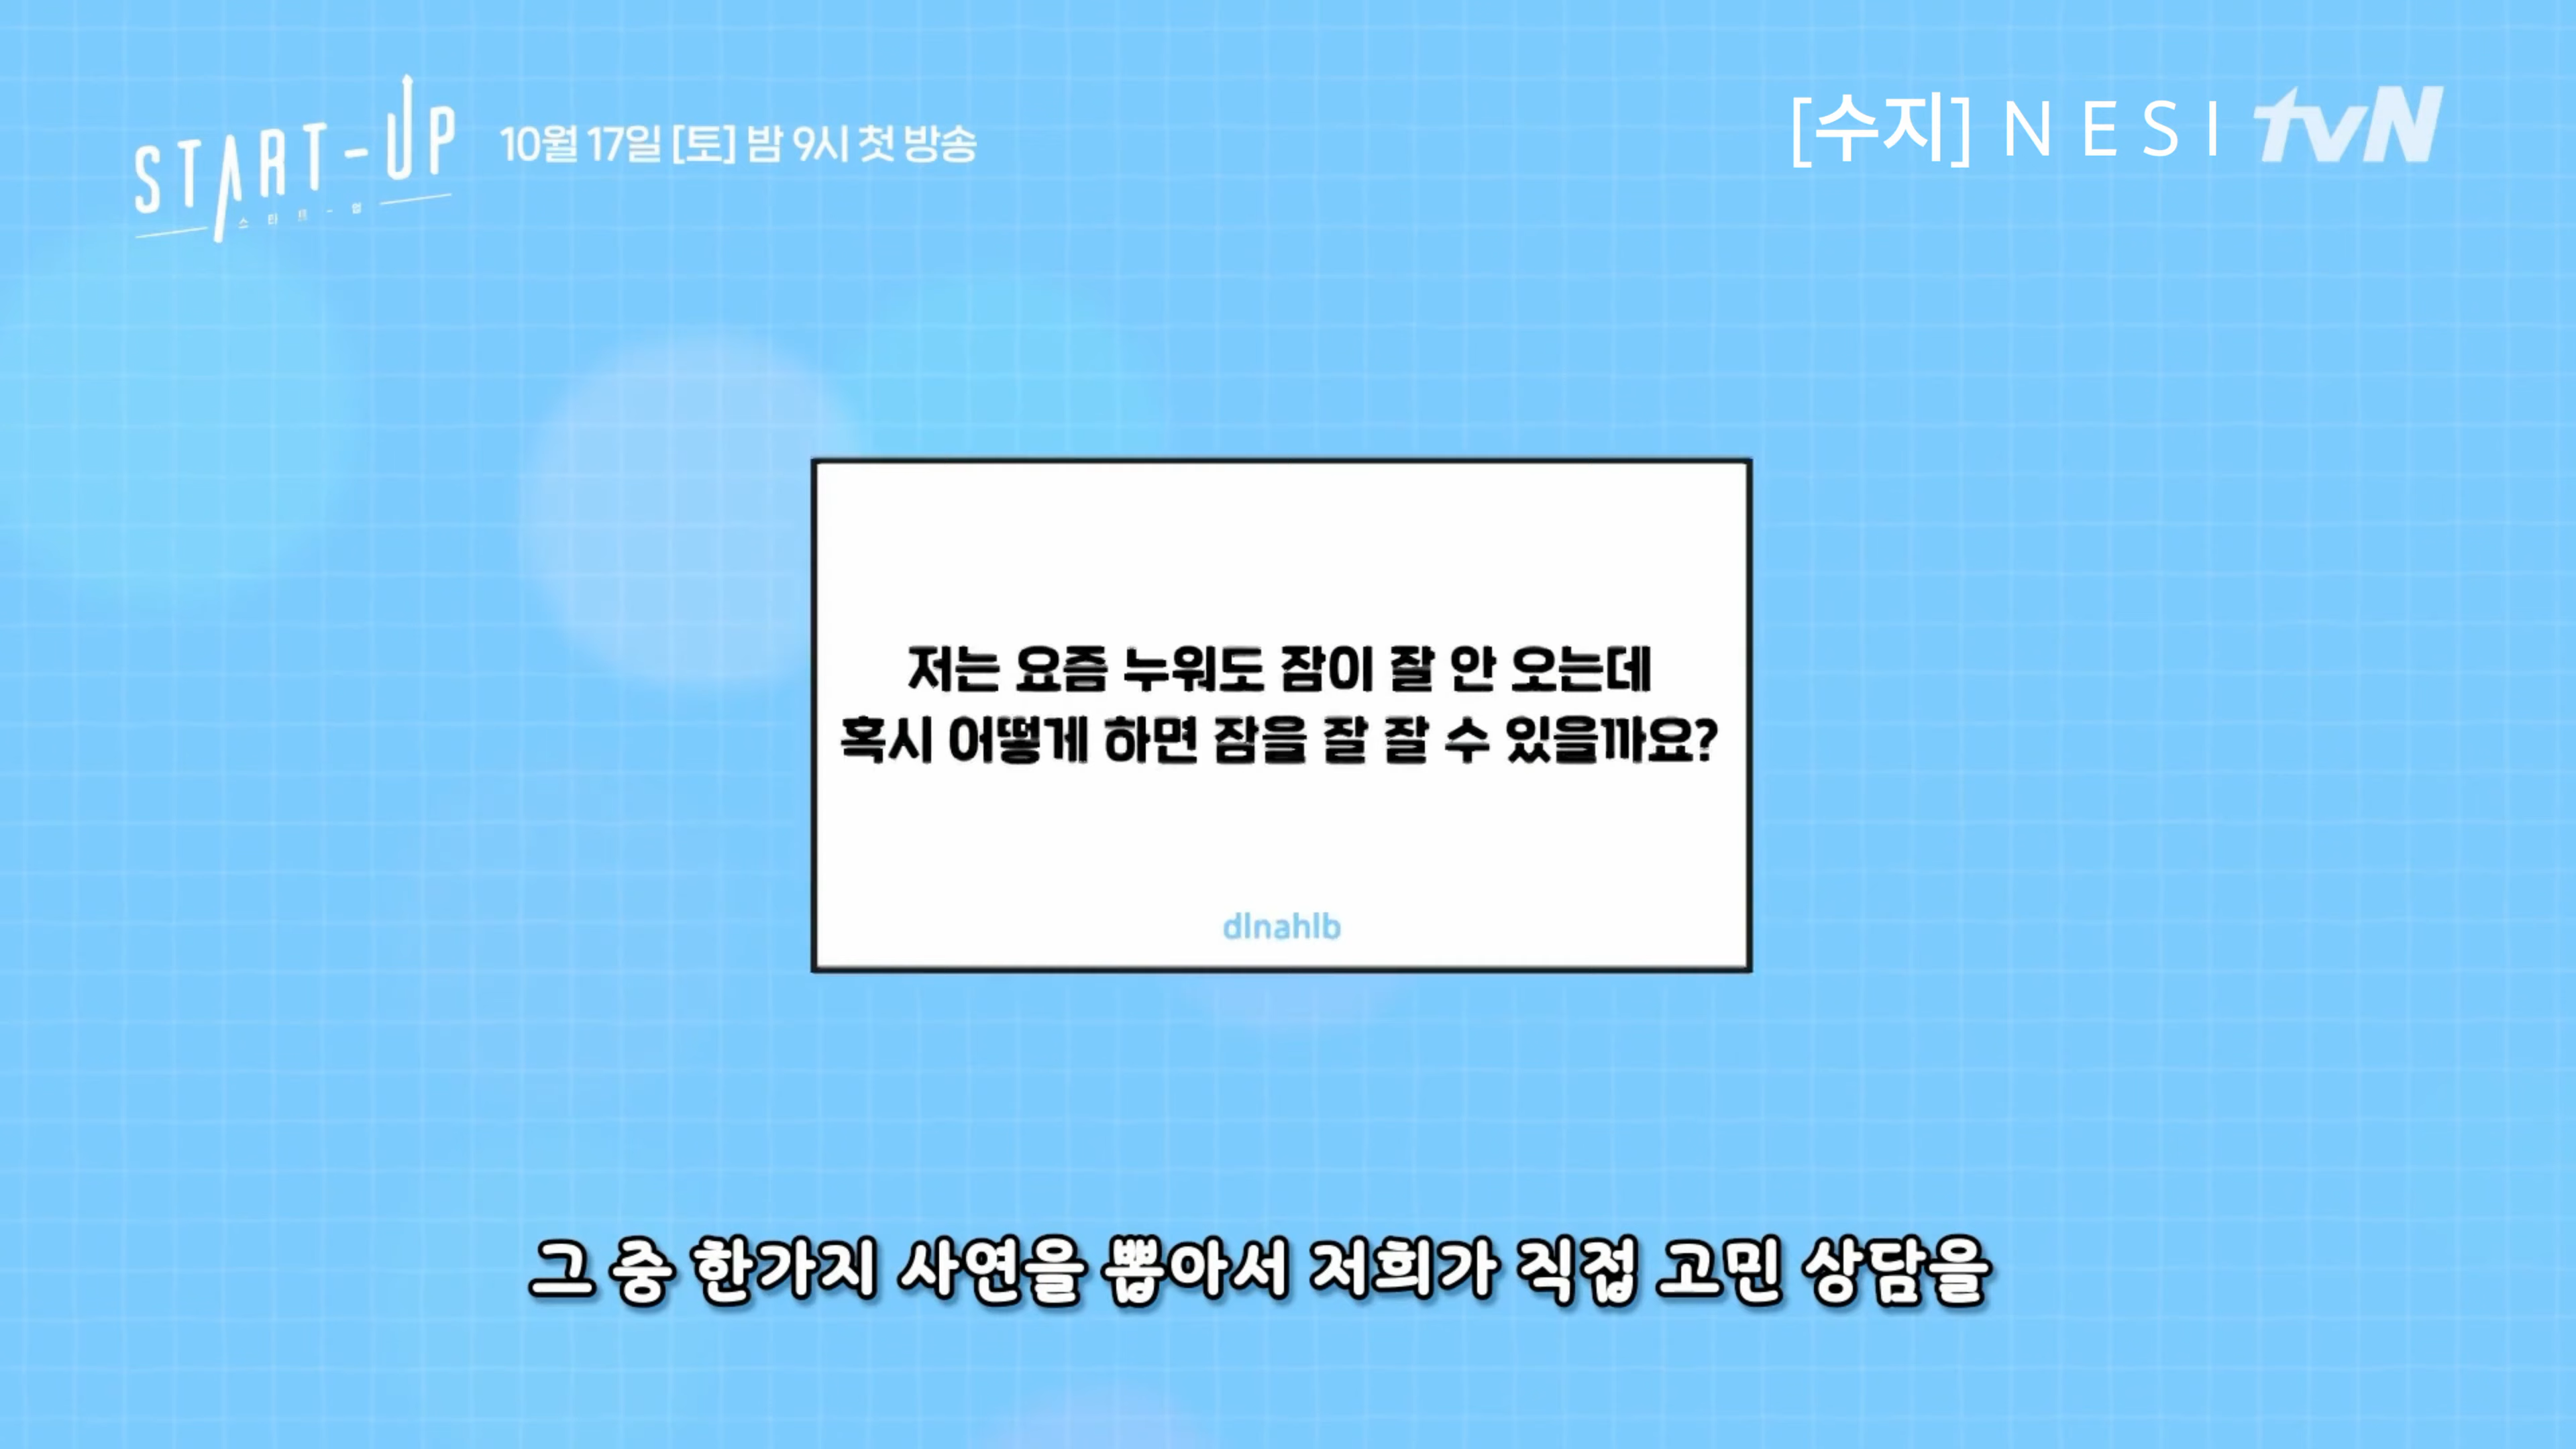 START-UP
스타트-업
10월 17일 [토] 밤 9시 첫 방송
[수지] NESI tvN
저는 요즘 누워도 잠이 잘 안 오는데
혹시 어떻게 하면 잠을 잘 잘 수 있을까요?
dlnahlb
그 중 한가지 사연을 뽑아서 저희가 직접 고민 상담을